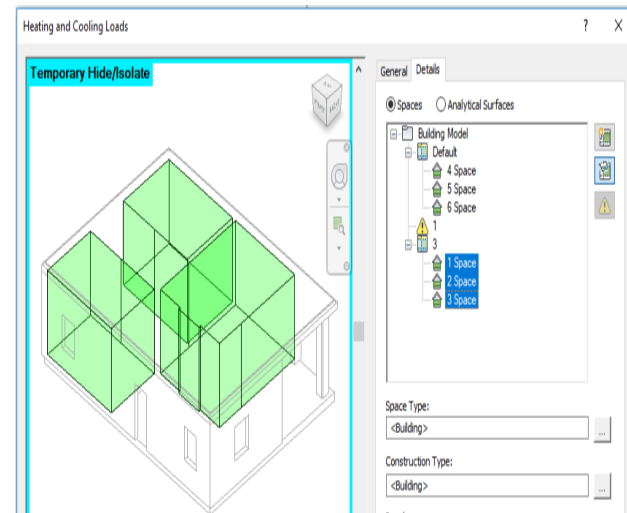 Heating and Cooling Loads
? X
Temporary Hide/Isolate
General Details
Spaces Analytical Surfaces
Building Model
Default
4 Space
5 Space
6 Space
1
3
1 Space
2 Space
3 Space
Space Type:
<Building>
...
Construction Type:
<Building>
...